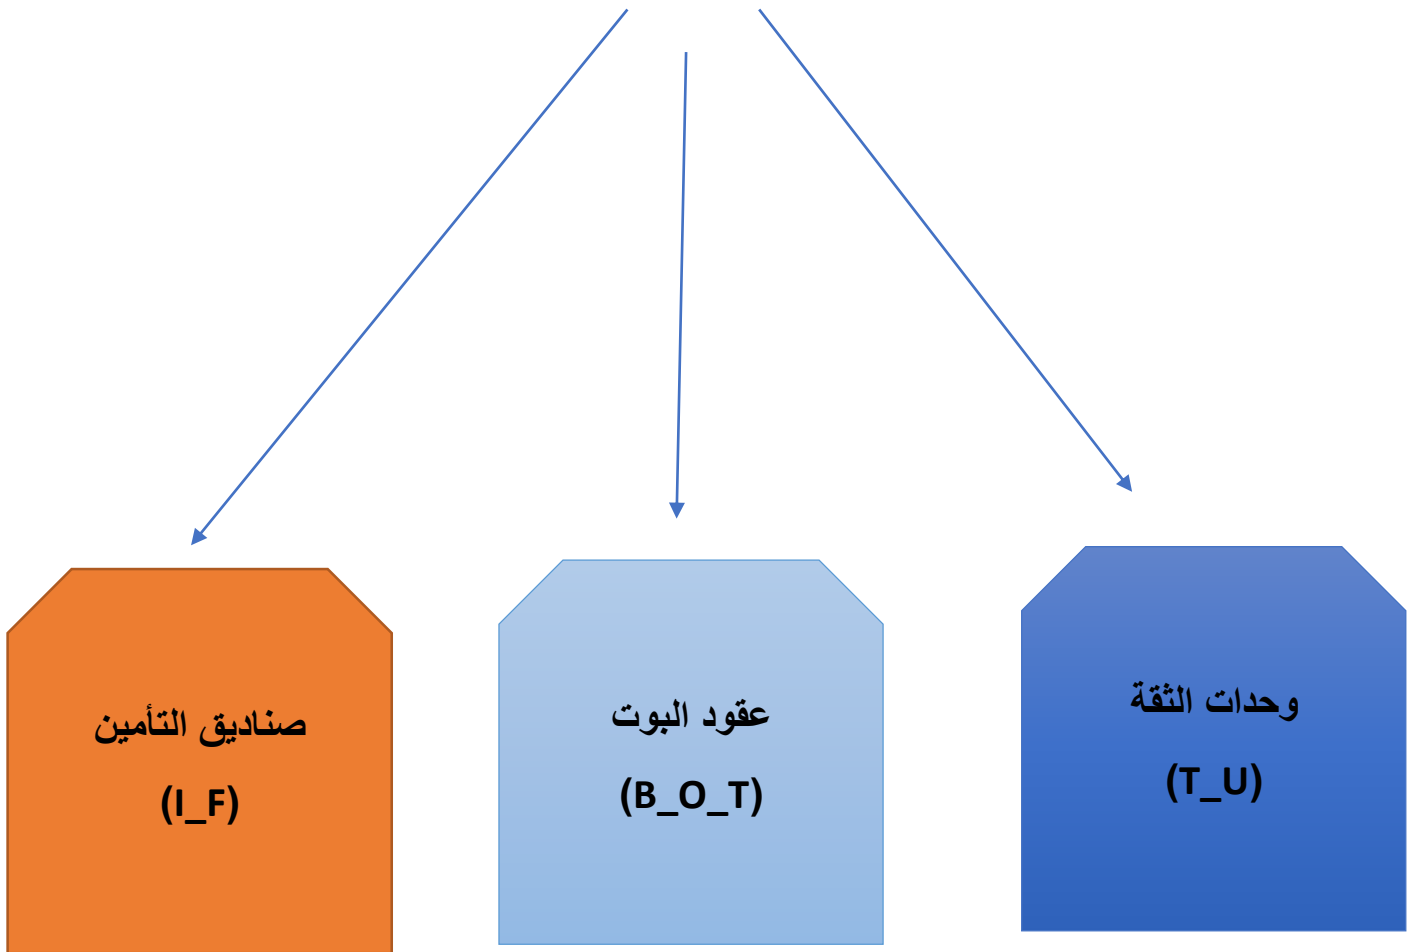 وحدات الثقة
(T_U)
عقود البوت
(B_O_T)
صناديق التأمين
(I_F)